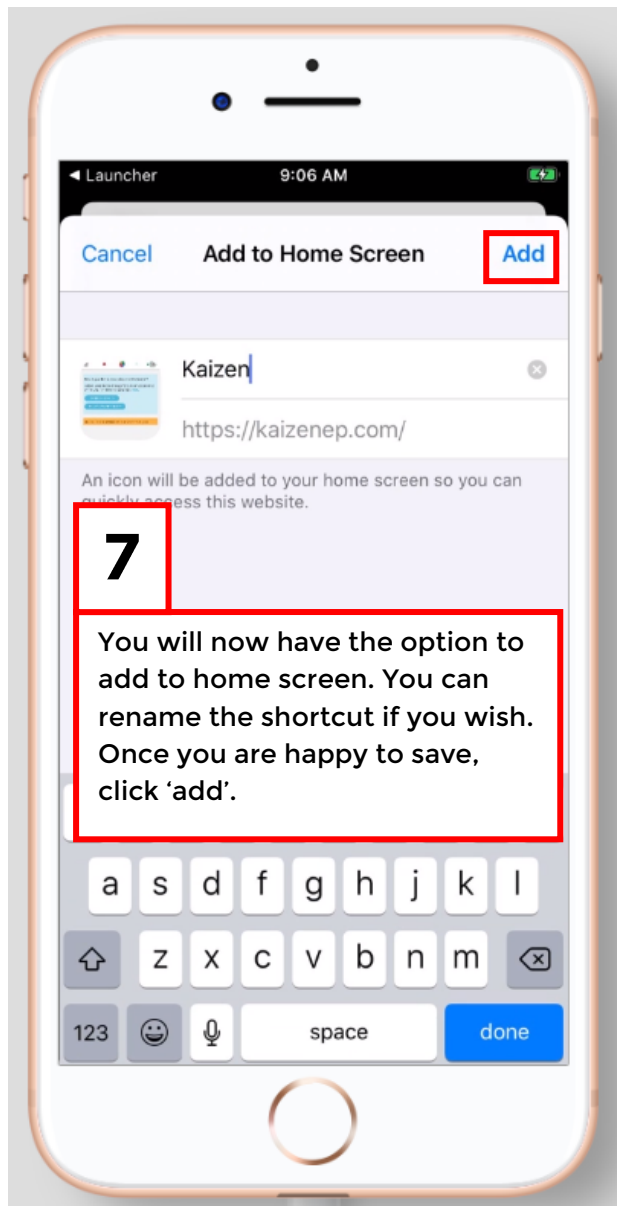 ◀ Launcher 9:06 AM
Cancel Add to Home Screen Add
Kaizen
https://kaizenep.com/
An icon will be added to your home screen so you can
quickly access this website.
7
You will now have the option to
add to home screen. You can
rename the shortcut if you wish.
Once you are happy to save,
click ‘add’.
a s d f g h j k l
z x c v b n m
123 space done